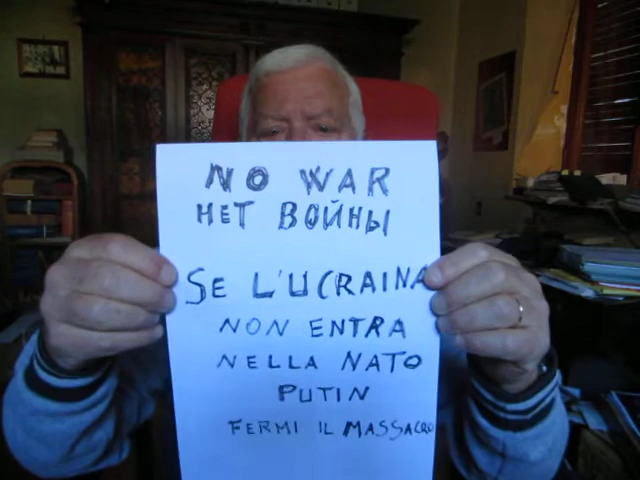 NO WAR
НЕТ ВОЙНЫ
SE L'UCRAINA
NON ENTRA
NELLA NATO
PUTIN
FERMI IL MASSACRO